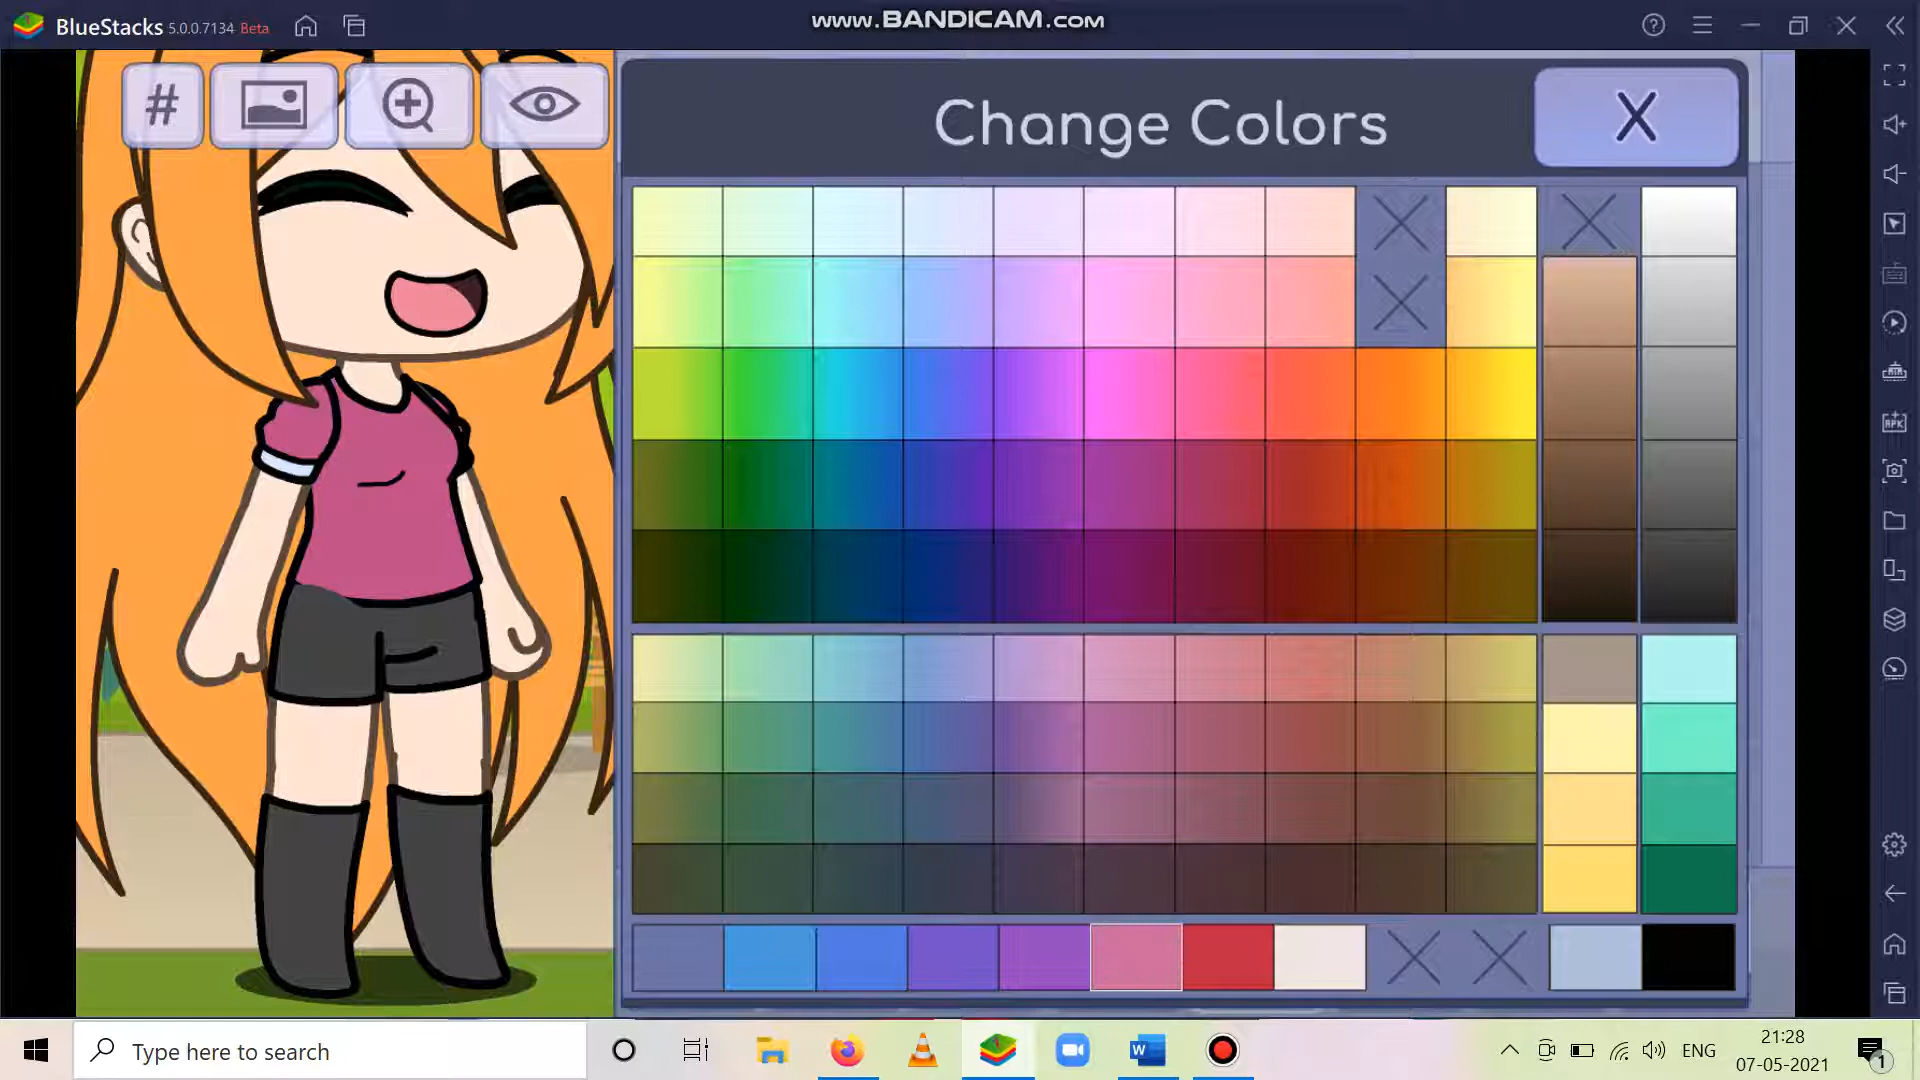 BlueStacks 5.0.0.7134 Beta
www.BANDICAM.com
#
Change Colors
X
Type here to search
W
ENG
21:28
07-05-2021
1